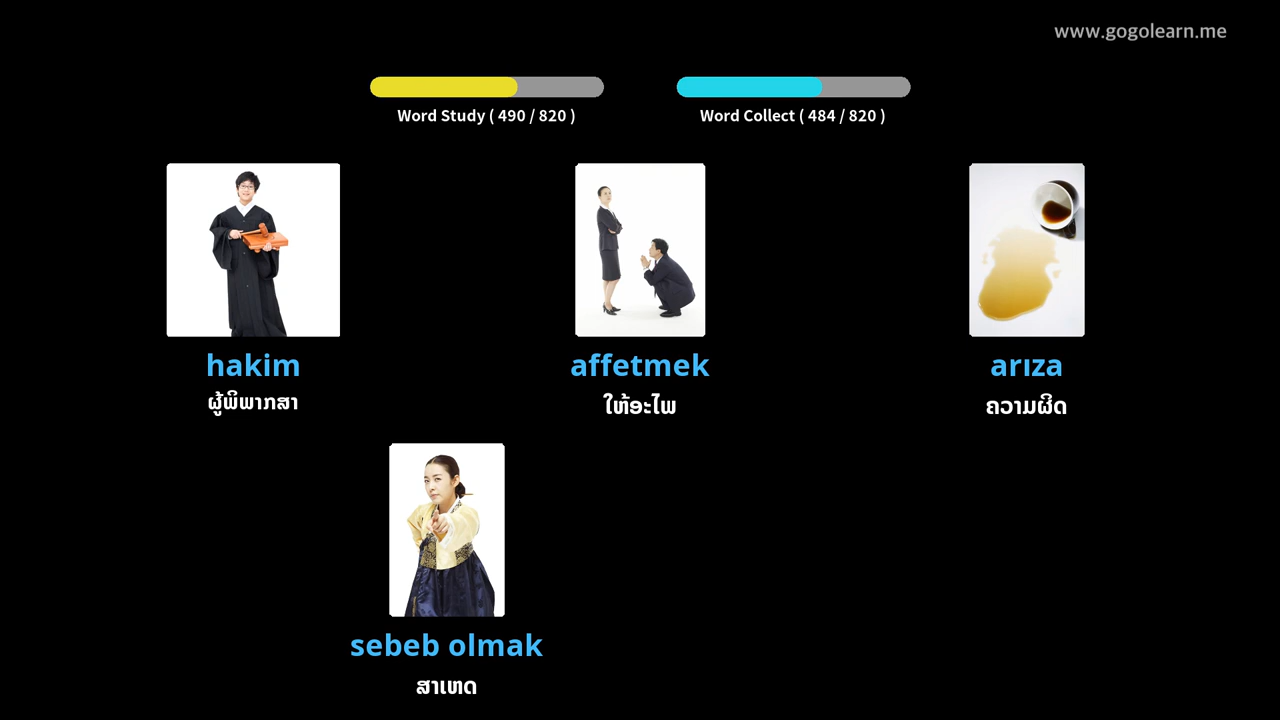 www.gogolearn.me
Word Study ( 490 / 820 )
Word Collect ( 484 / 820 )
hakim
ຜູ້ພິພາກສາ
affetmek
ໃຫ້ອະໄພ
arıza
ຄວາມຜິດ
sebeb olmak
ສາເຫດ